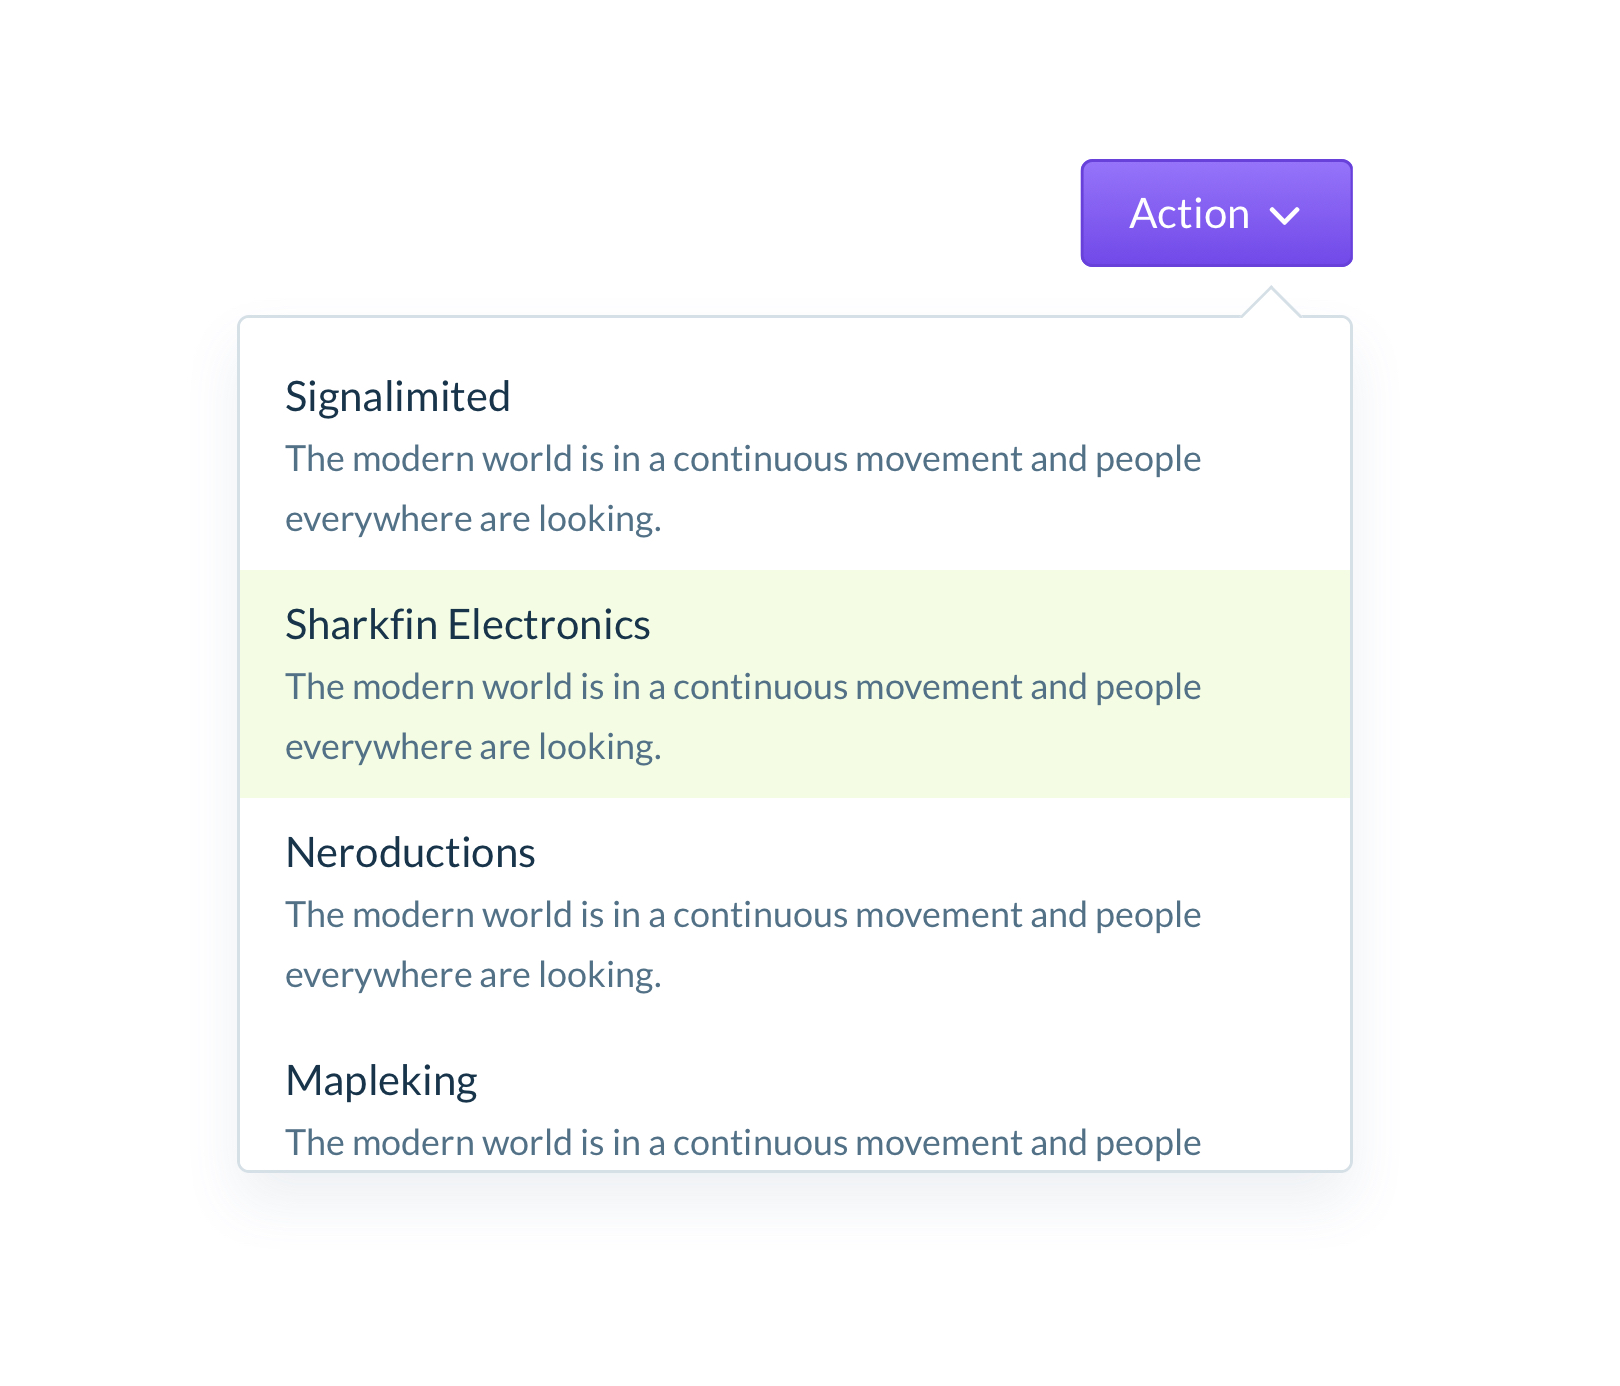 Action
Signalimited
The modern world is in a continuous movement and people
everywhere are looking.
Sharkfin Electronics
The modern world is in a continuous movement and people
everywhere are looking.
Neroductions
The modern world is in a continuous movement and people
everywhere are looking.
Mapleking
The modern world is in a continuous movement and people